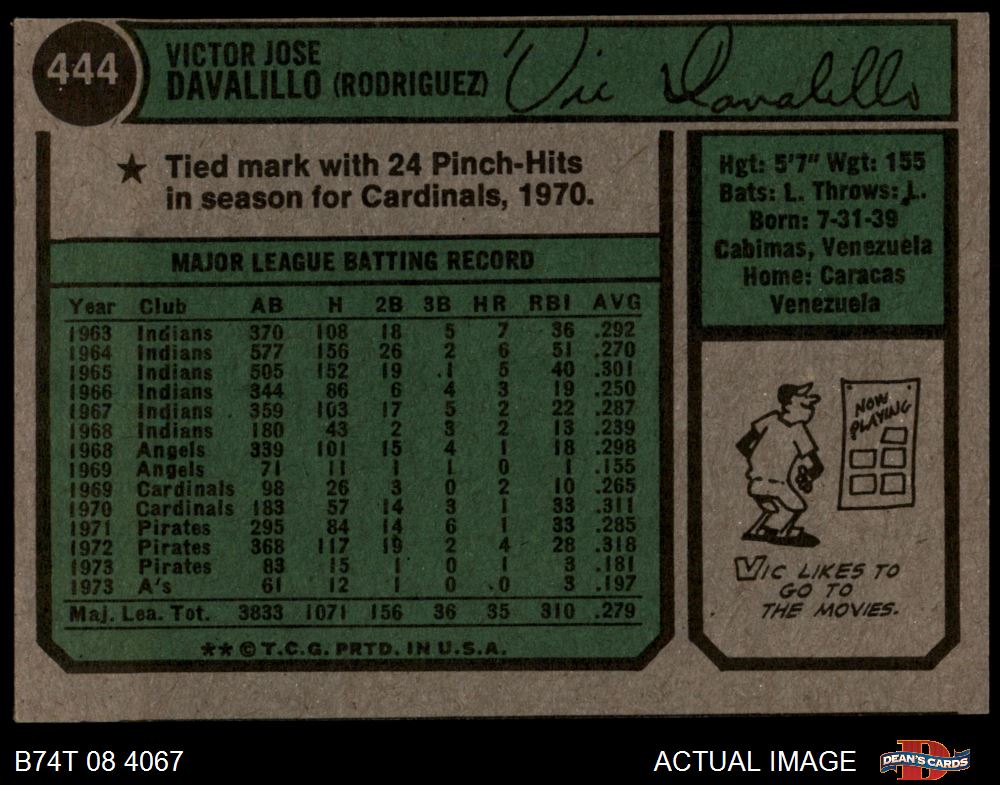 444
VICTOR JOSE
DAVALILLO (RODRIGUEZ)
Vic Davalillo
★ Tied mark with 24 Pinch-Hits
in season for Cardinals, 1970.
MAJOR LEAGUE BATTING RECORD
Year Club AB H 2B 3B HR RBI AVG
1963 Indians 370 108 18 5 7 36 .292
1964 Indians 577 156 26 2 6 51 .270
1965 Indians 505 152 19 1 5 40 .301
1966 Indians 344 86 6 4 3 19 .250
1967 Indians 359 103 17 5 2 22 .287
1968 Indians 180 43 2 3 2 13 .239
1968 Angels 339 101 15 4 1 18 .298
1969 Angels 71 11 1 1 0 1 .155
1969 Cardinals 98 26 3 0 2 10 .265
1970 Cardinals 183 57 14 3 1 33 .311
1971 Pirates 295 84 14 6 1 33 .285
1972 Pirates 368 117 19 2 4 28 .318
1973 Pirates 83 15 1 0 1 3 .181
1973 A's 61 12 1 0 0 3 .197
Maj. Lea. Tot. 3833 1071 156 36 35 310 .279
** © T.C.G. PRTD. IN U.S.A.
Hgt: 5'7" Wgt: 155
Bats: L. Throws: L.
Born: 7-31-39
Cabimas, Venezuela
Home: Caracas
Venezuela
NOW
PLAYING
VIC LIKES TO
GO TO
THE MOVIES.
B74T 08 4067
ACTUAL IMAGE
D
DEAN'S CARDS